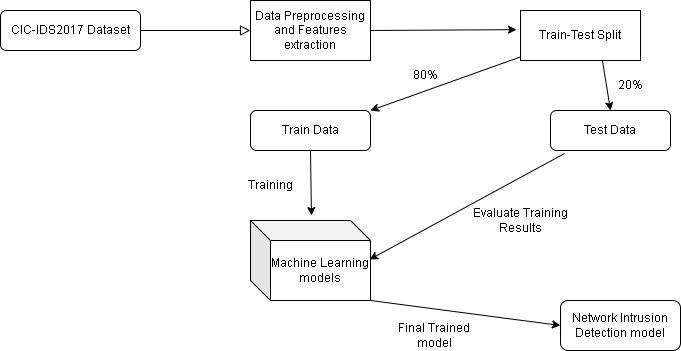 CIC-IDS2017 Dataset
Data Preprocessing
and Features
extraction
Train-Test Split
80%
20%
Train Data
Test Data
Training
Evaluate Training
Results
Machine Learning
models
Final Trained
model
Network Intrusion
Detection model